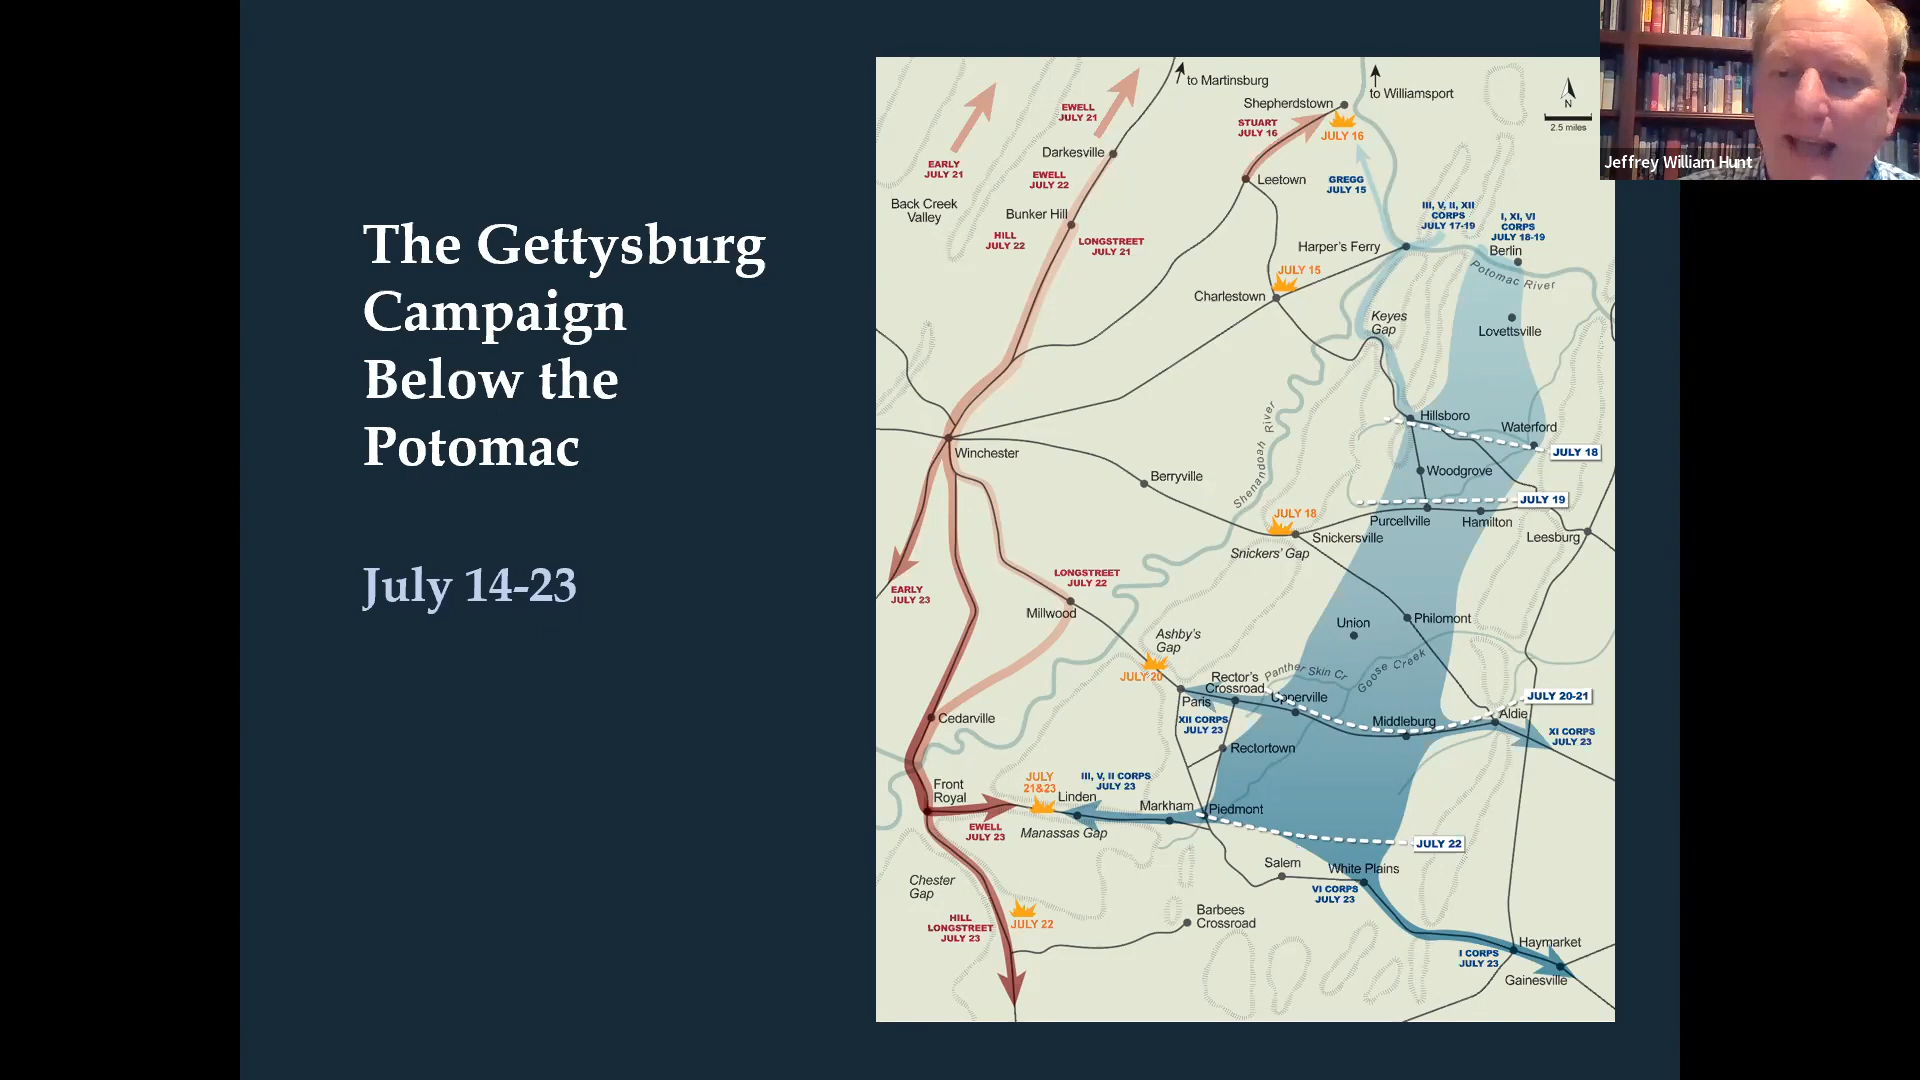 The Gettysburg
Campaign
Below the
Potomac
July 14-23
to Martinsburg
to Williamsport
N
2.5 miles
Jeffrey William Hunt
Shepherdstown
STUART
JULY 16
JULY 16
EWELL
JULY 21
EARLY
JULY 21
Darkesville
EWELL
JULY 22
Leetown
GREGG
JULY 15
Back Creek
Valley
Bunker Hill
HILL
JULY 22
LONGSTREET
JULY 21
Harper's Ferry
III, V, II, XII
CORPS
JULY 17-19
I, XI, VI
CORPS
JULY 18-19
Berlin
Potomac River
JULY 15
Charlestown
Keyes
Gap
Lovettsville
Hillsboro
Waterford
JULY 18
Winchester
Shenandoah River
Berryville
Woodgrove
JULY 19
Purcellville
Hamilton
JULY 18
Snickersville
Snickers' Gap
Leesburg
EARLY
JULY 23
LONGSTREET
JULY 22
Millwood
Union
Philomont
Ashby's
Gap
JULY 20
Panther Skin Cr
Goose Creek
Rector's
Crossroad
Paris
Upperville
JULY 20-21
Middleburg
Aldie
XII CORPS
JULY 23
XI CORPS
JULY 23
Cedarville
Rectortown
Front
Royal
JULY
21&23
Linden
III, V, II CORPS
JULY 23
Markham
Piedmont
EWELL
JULY 23
Manassas Gap
JULY 22
Salem
White Plains
VI CORPS
JULY 23
Chester
Gap
HILL
LONGSTREET
JULY 23
JULY 22
Barbees
Crossroad
I CORPS
JULY 23
Haymarket
Gainesville